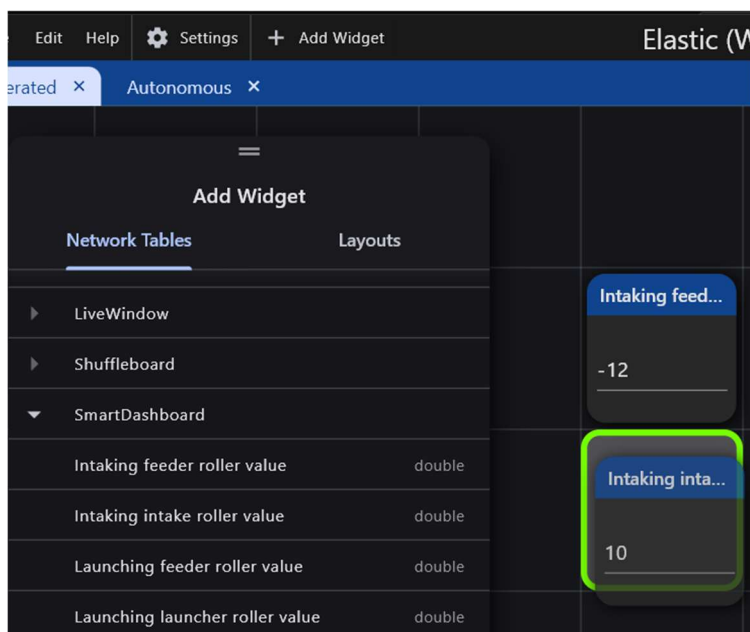 Edit Help Settings + Add Widget Elastic (W
erated × Autonomous ×
Add Widget
Network Tables Layouts
LiveWindow
Shuffleboard
SmartDashboard
Intaking feeder roller value double
Intaking intake roller value double
Launching feeder roller value double
Launching launcher roller value double
Intaking feed...
-12
Intaking inta...
10